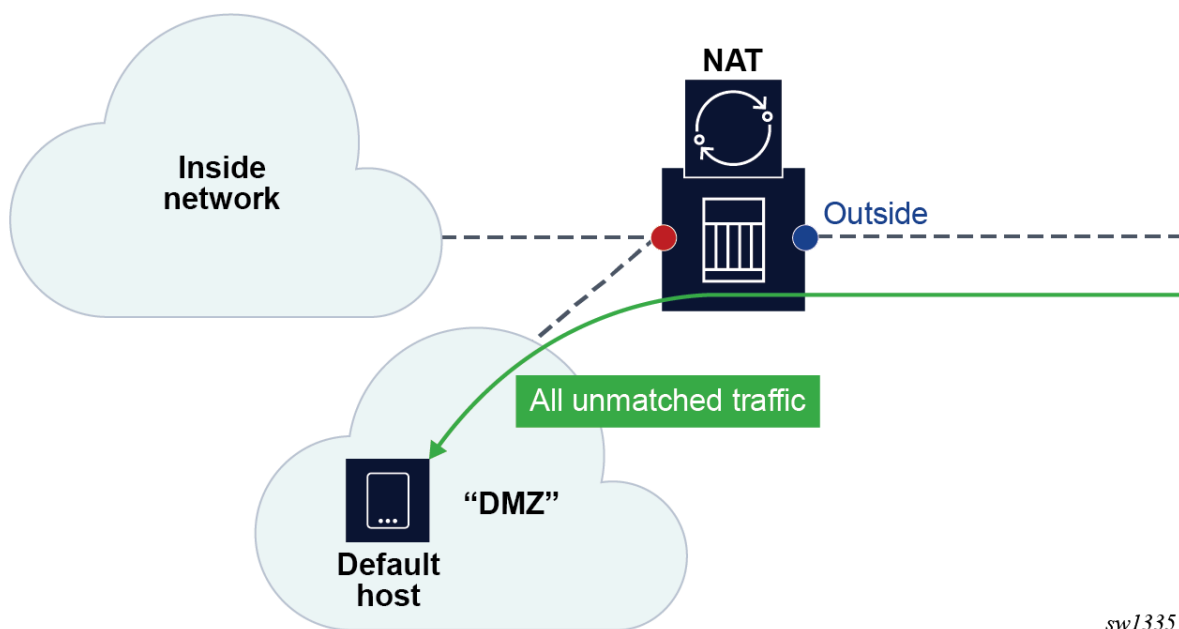 NAT
Inside
network
Outside
All unmatched traffic
“DMZ”
Default
host
sw1335